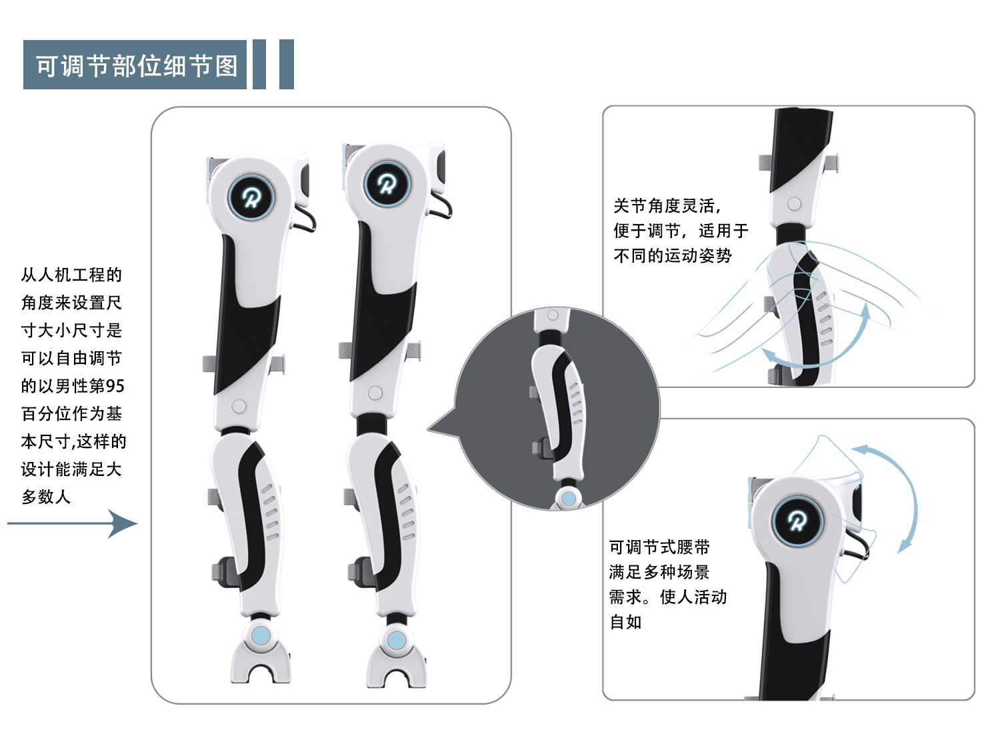 可调节部位细节图
从人机工程的
角度来设置尺
寸大小尺寸是
可以自由调节
的以男性第95
百分位作为基
本尺寸,这样的
设计能满足大
多数人
关节角度灵活,
便于调节,适用于
不同的运动姿势
可调节式腰带
满足多种场景
需求。使人活动
自如